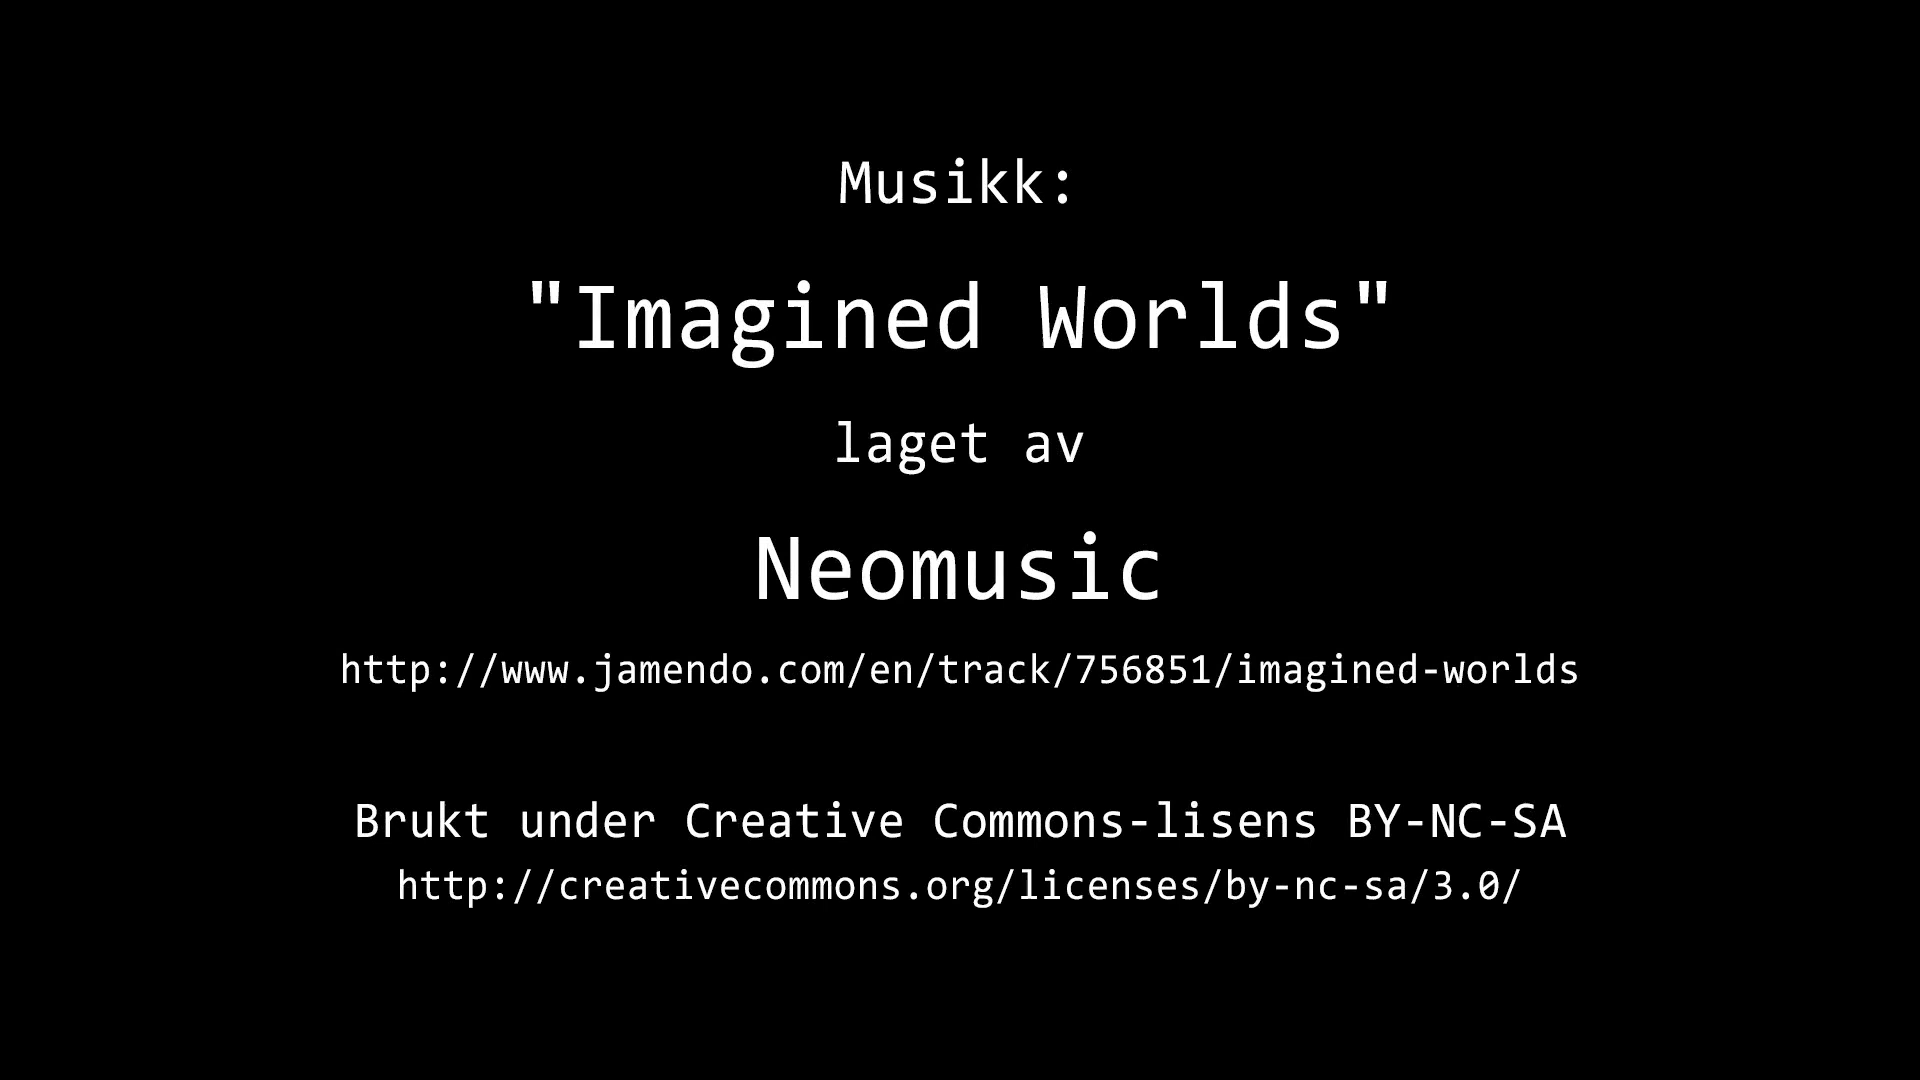 Musikk:
"Imagined Worlds"
laget av
Neomusic
http://www.jamendo.com/en/track/756851/imagined-worlds
Brukt under Creative Commons-lisens BY-NC-SA
http://creativecommons.org/licenses/by-nc-sa/3.0/